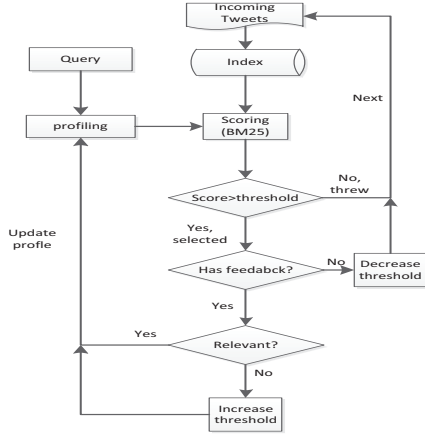 Incoming
Tweets
Query
Index
Next
profiling
Scoring
(BM25)
No,
threw
Score>threshold
Yes,
selected
Update
profle
Has feedabck?
No
Decrease
threshold
Yes
Yes
Relevant?
No
Increase
threshold